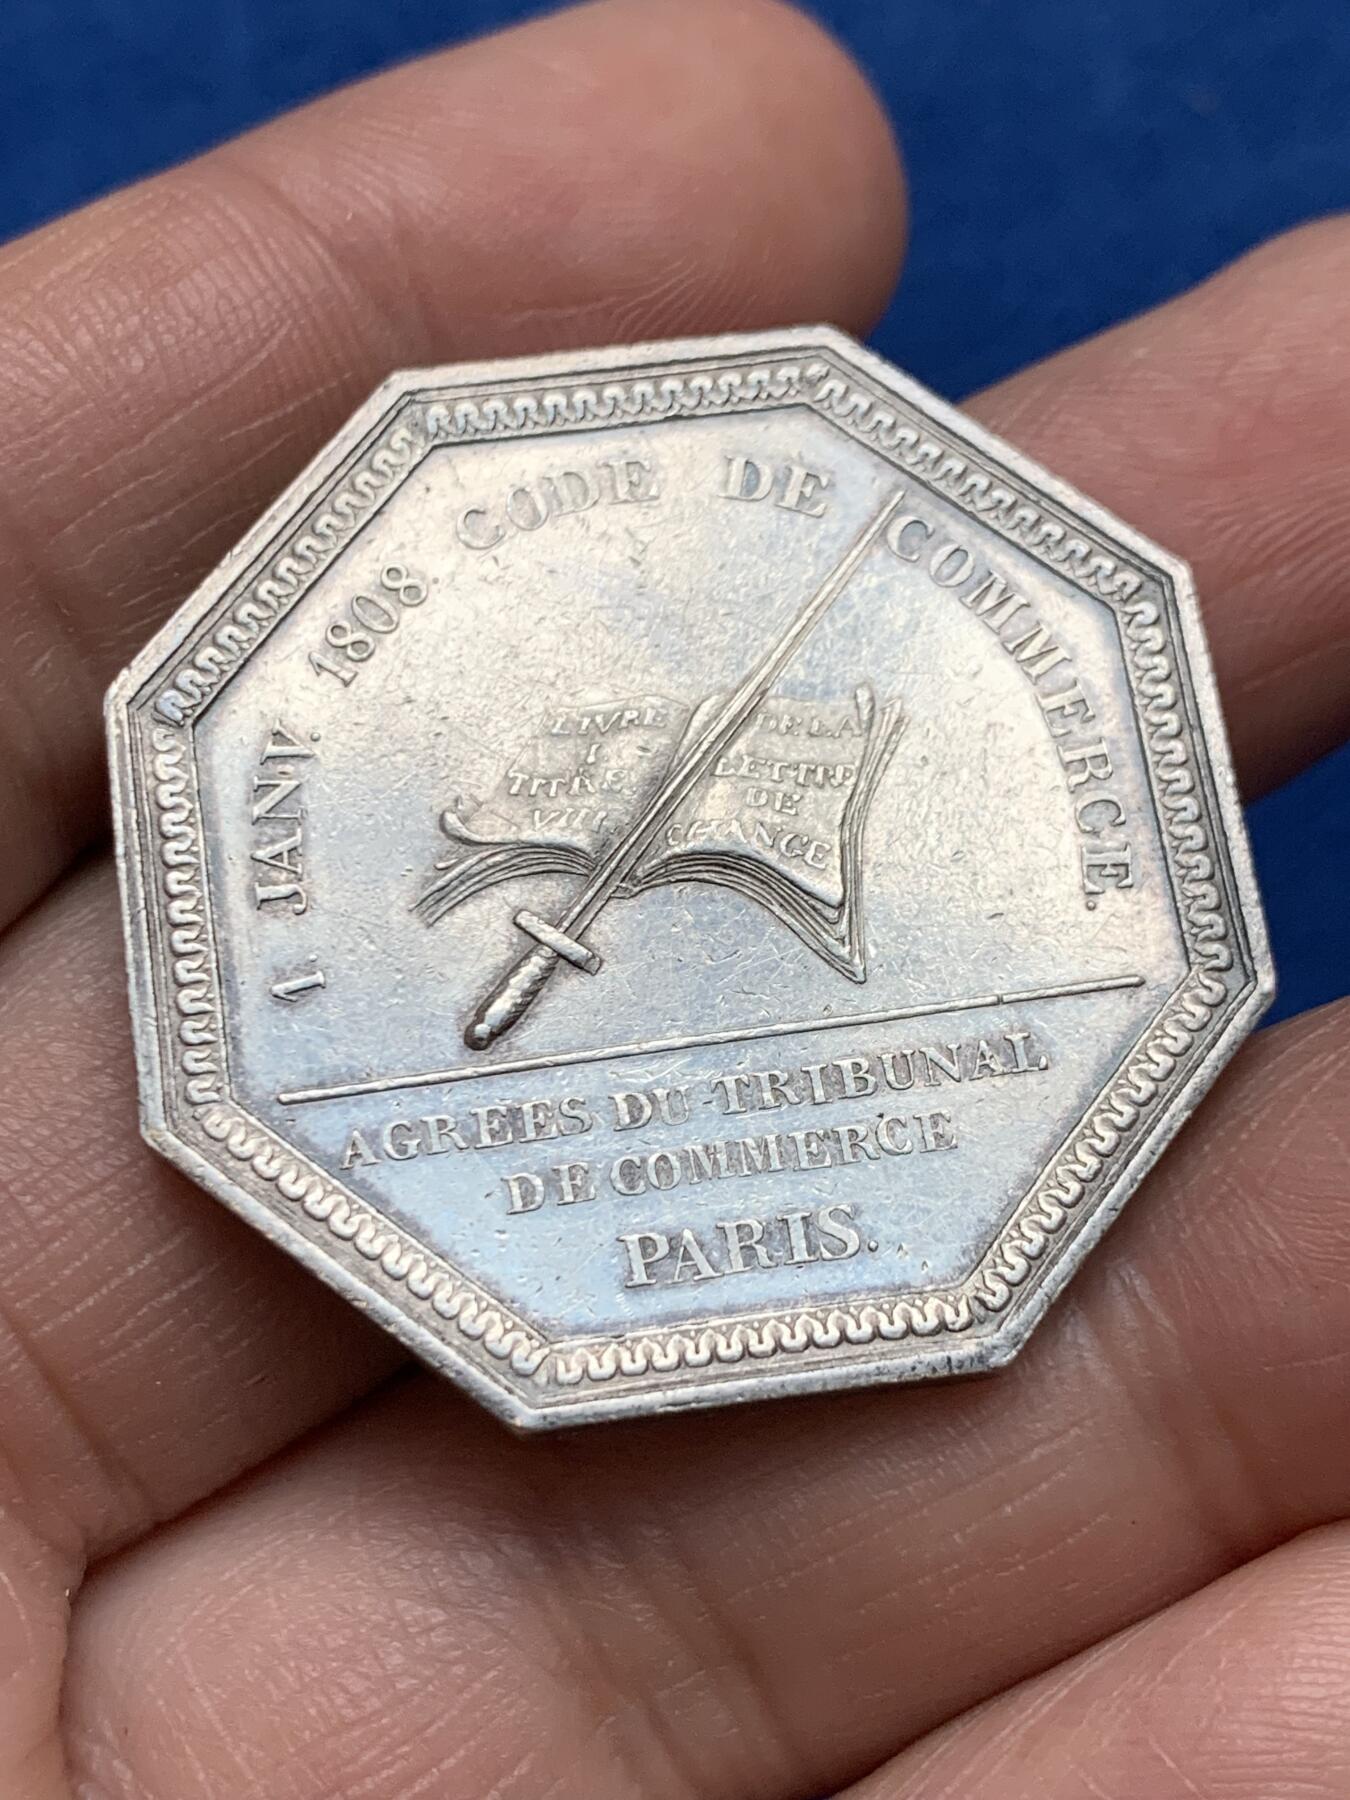 1. JANV. 1808. CODE DE COMMERCE.
LIVRE
I
TITRE
VIII
DE LA
LETTRE
DE
CHANGE
AGREES DU TRIBUNAL
DE COMMERCE
PARIS.